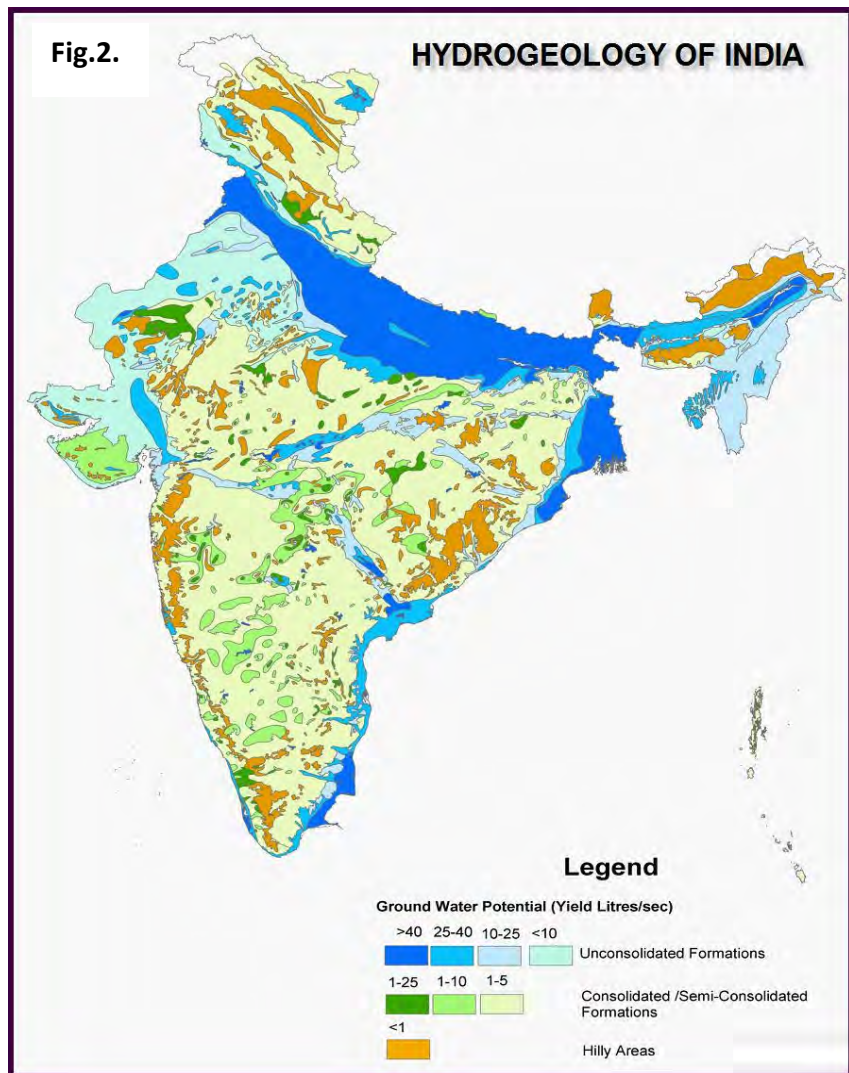 Fig.2.
HYDROGEOLOGY OF INDIA
Legend
Ground Water Potential (Yield Litres/sec)
>40 25-40 10-25 <10
Unconsolidated Formations
1-25 1-10 1-5
Consolidated /Semi-Consolidated
Formations
<1
Hilly Areas